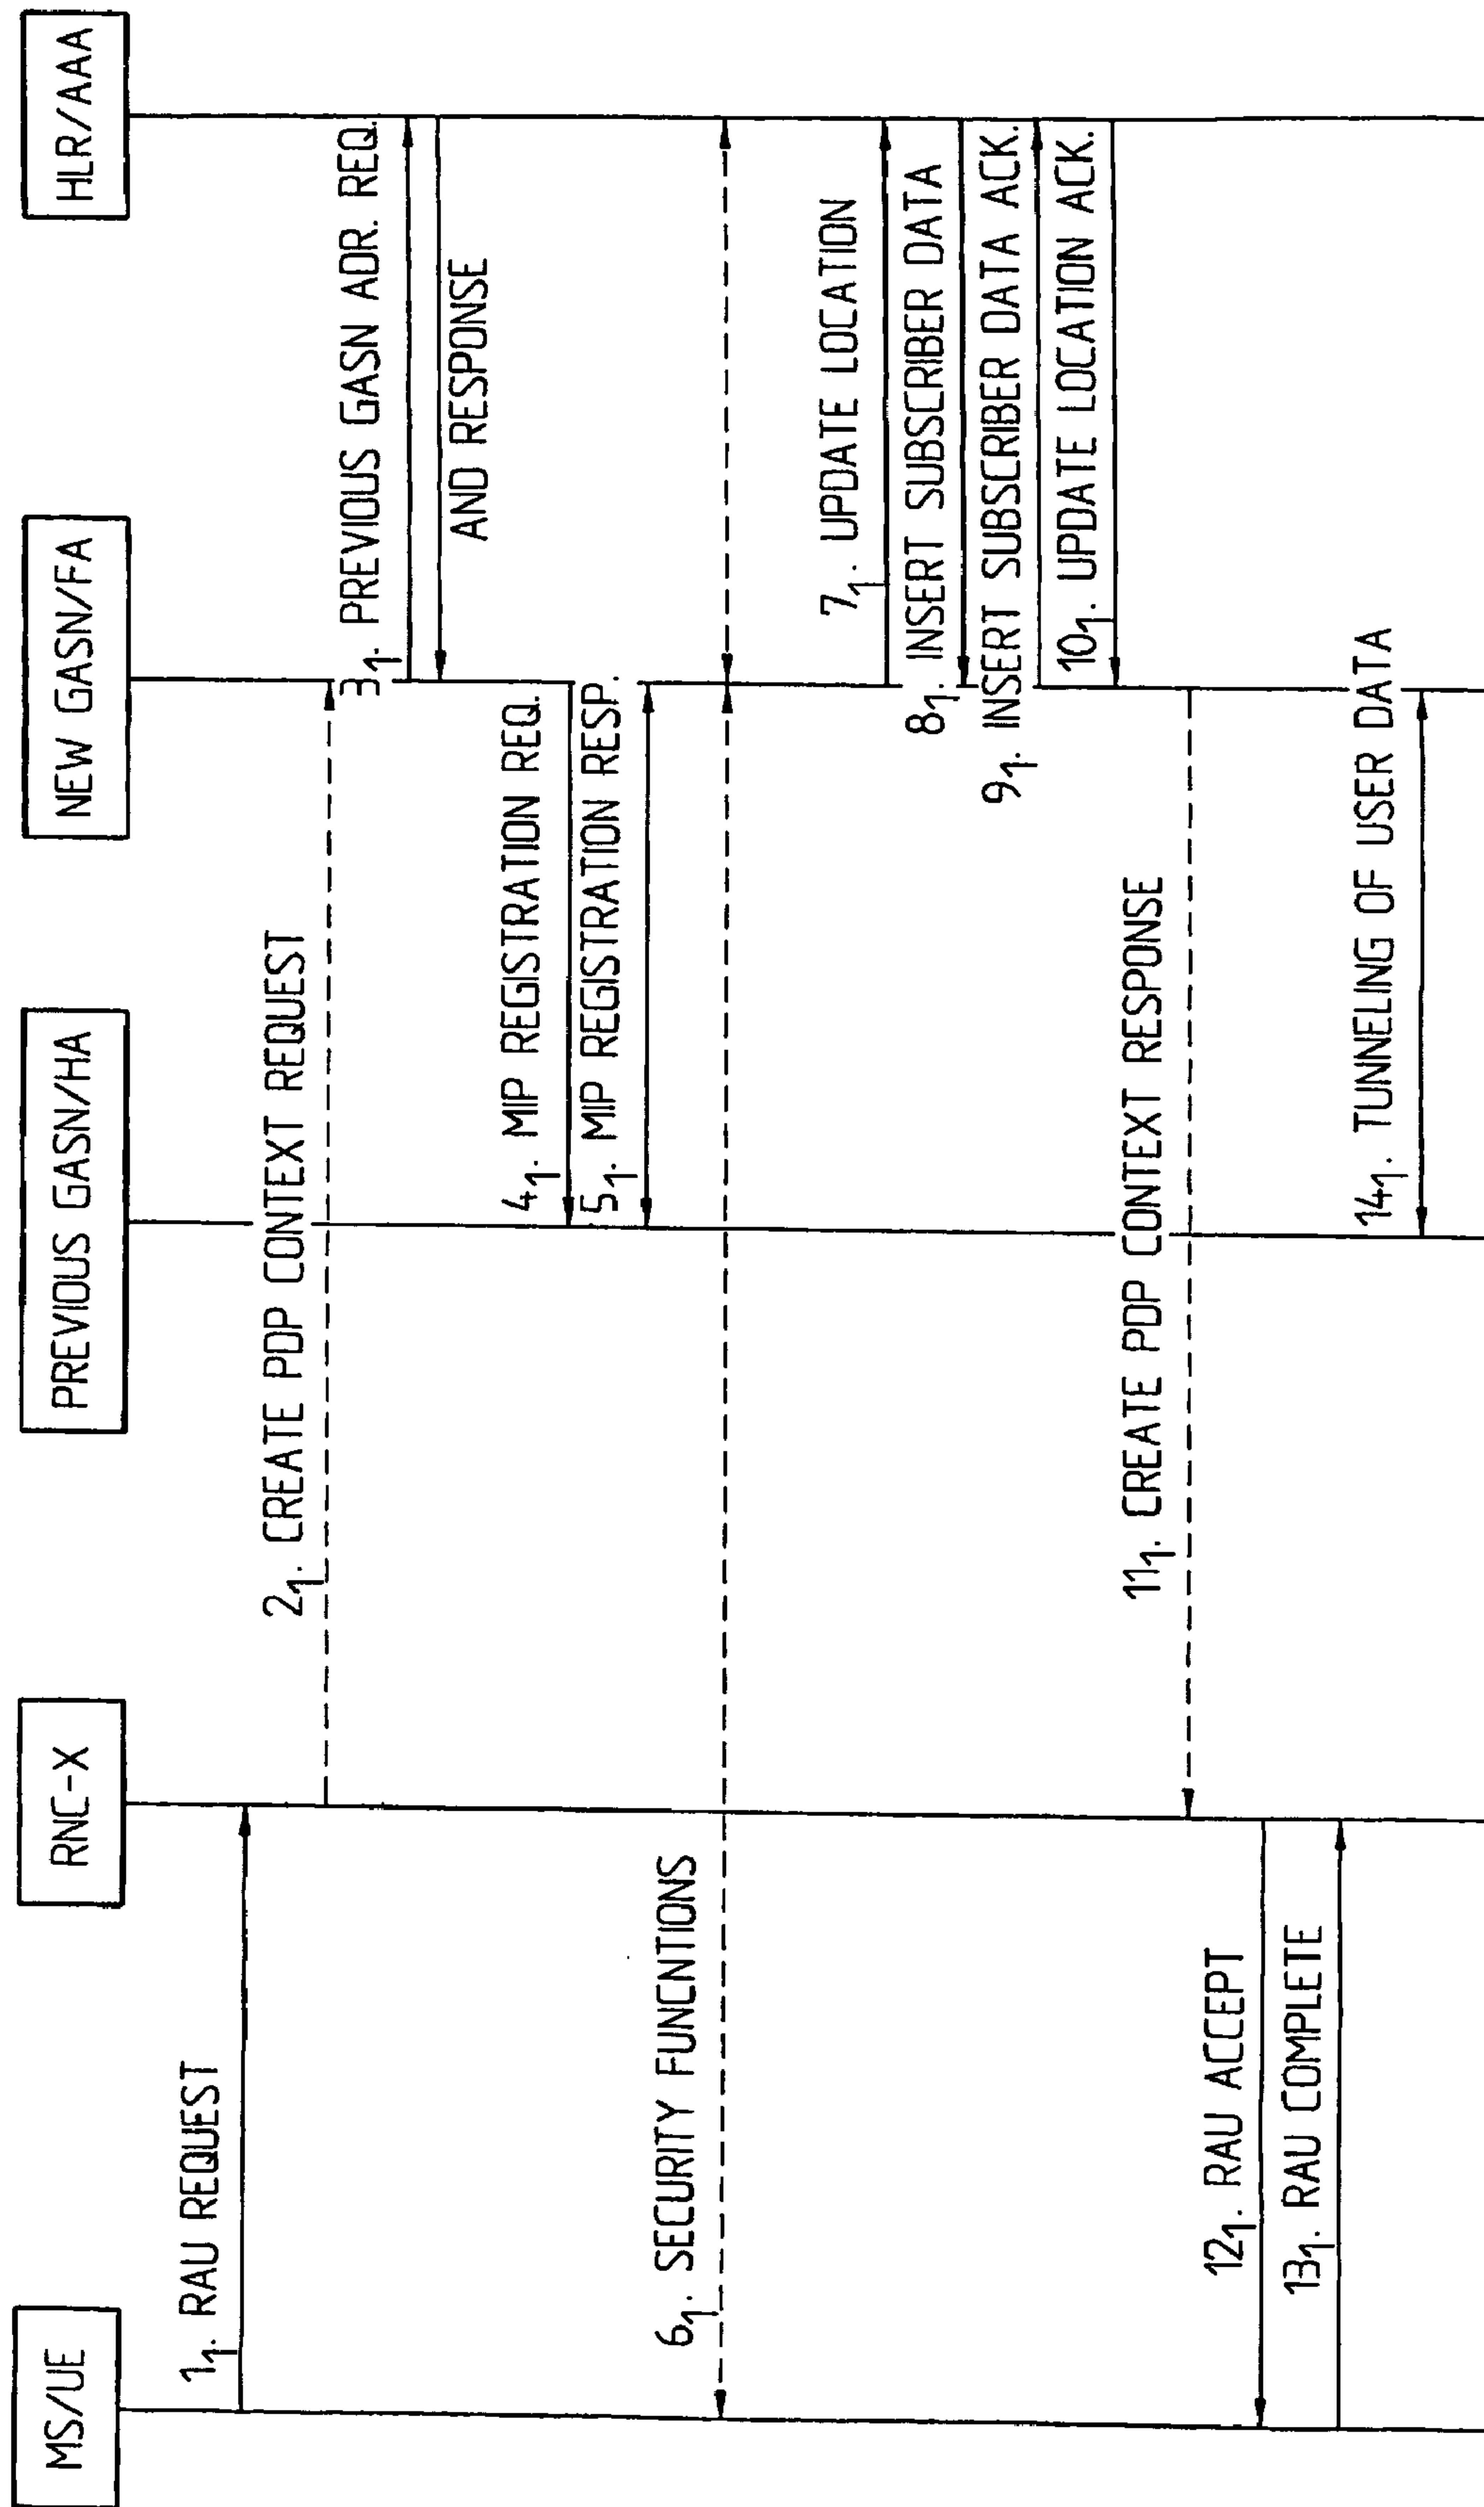 MS/UE
RNC-X
PREVIOUS GASN/HA
NEW GASN/FA
HLR/AAA
1₁. RAU REQUEST
2₁. CREATE PDP CONTEXT REQUEST
3₁. PREVIOUS GASN ADR. REQ.
AND RESPONSE
4₁. MIP REGISTRATION REQ.
5₁. MIP REGISTRATION RESP.
6₁. SECURITY FUNCNTIONS
7₁. UPDATE LOCATION
8₁. INSERT SUBSCRIBER DATA
9₁. INSERT SUBSCRIBER DATA ACK.
10₁. UPDATE LOCATION ACK.
11₁. CREATE PDP CONTEXT RESPONSE
12₁. RAU ACCEPT
13₁. RAU COMPLETE
14₁. TUNNELING OF USER DATA